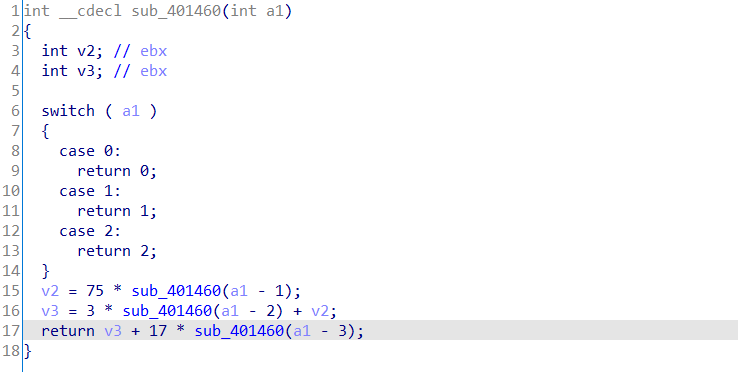 1 int __cdecl sub_401460(int a1)
2 {
3   int v2; // ebx
4   int v3; // ebx
5
6   switch ( a1 )
7   {
8     case 0:
9       return 0;
10     case 1:
11       return 1;
12     case 2:
13       return 2;
14   }
15   v2 = 75 * sub_401460(a1 - 1);
16   v3 = 3 * sub_401460(a1 - 2) + v2;
17   return v3 + 17 * sub_401460(a1 - 3);
18 }